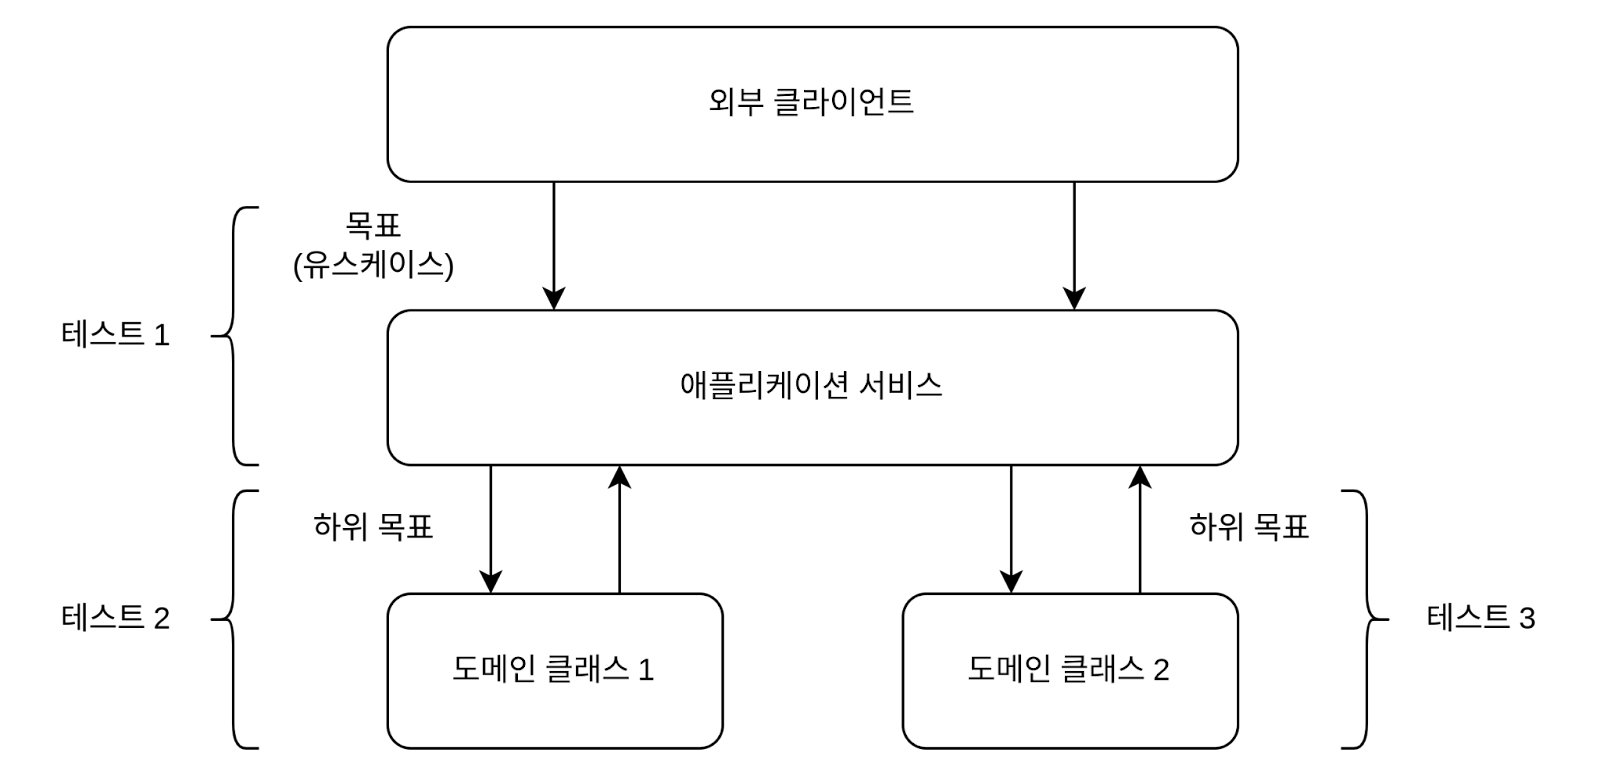 외부 클라이언트
목표
(유스케이스)
테스트 1
애플리케이션 서비스
하위 목표
하위 목표
테스트 2
테스트 3
도메인 클래스 1
도메인 클래스 2